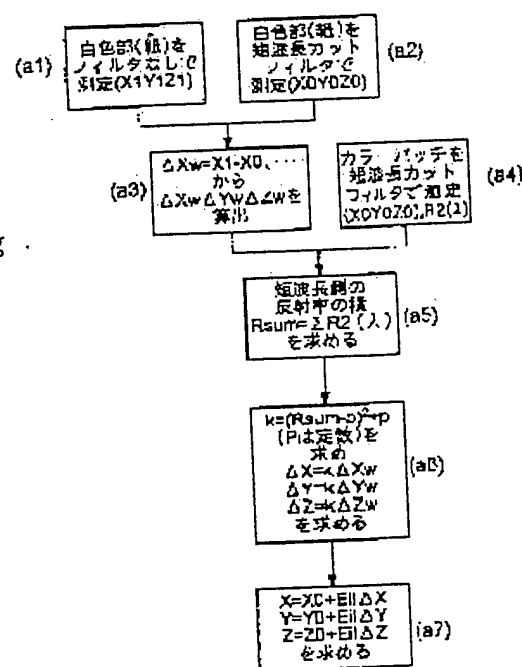 (a1)
白色部(紙)を
フィルタなしで
測定(X1Y1Z1)
白色部(紙)を
短波長カット
フィルタで
測定(X0Y0Z0)
(a2)
(a3)
ΔXw=X1-X0、····
から
ΔXwΔYwΔZwを
算出
カラーパッチを
短波長カット
フィルタで測定
(X0Y0Z0),R2(λ)
(a4)
g
短波長側の
反射率の積
Rsum=ΣR2(λ)
を求める
(a5)
k=(Rsum-p)²+p
(Pは定数)を
求め
ΔX=kΔXw
ΔY=kΔYw
ΔZ=kΔZw
を求める
(a6)
X=X0+EilΔX
Y=Y0+EilΔY
Z=Z0+EilΔZ
を求める
(a7)